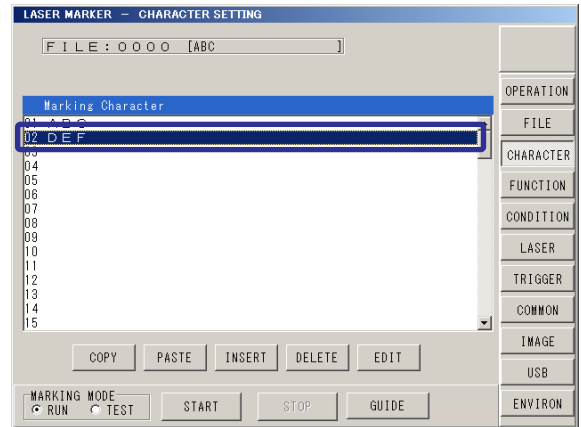 LASER MARKER — CHARACTER SETTING
FILE:0000 [ABC ]
Marking Character
01 ABC
02 DEF
03
04
05
06
07
08
09
10
11
12
13
14
15
COPY PASTE INSERT DELETE EDIT
MARKING MODE
RUN TEST START STOP GUIDE
OPERATION
FILE
CHARACTER
FUNCTION
CONDITION
LASER
TRIGGER
COMMON
IMAGE
USB
ENVIRON